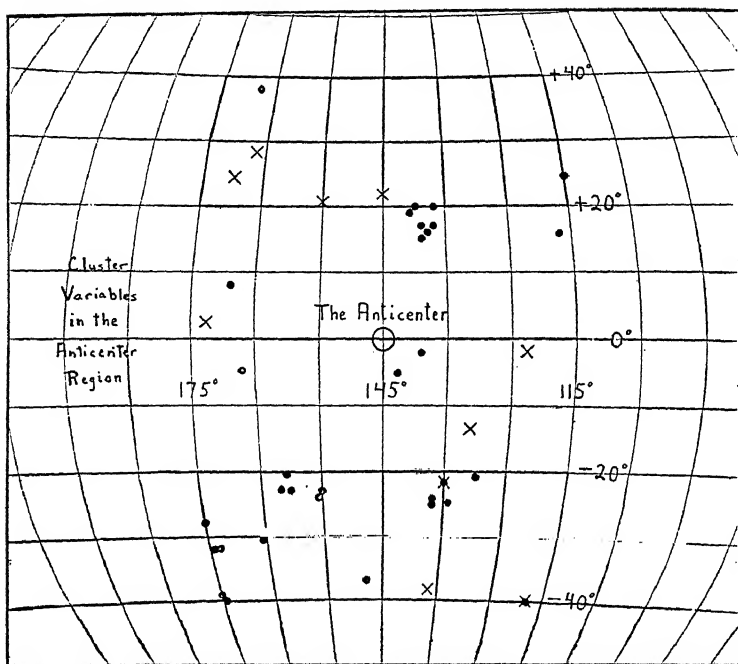 +40°
+20°
Cluster
Variables
in the
Anticenter
Region
The Anticenter
0°
175°
145°
115°
-20°
-40°